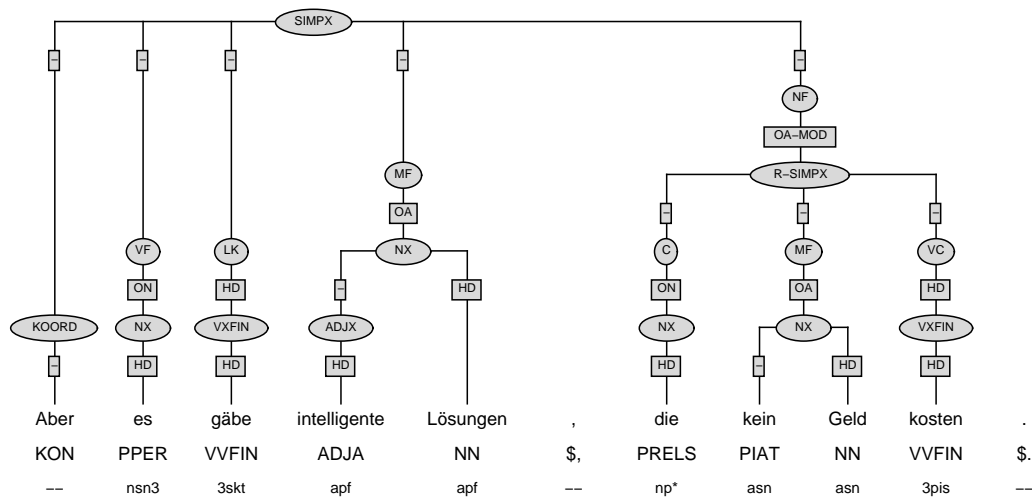 SIMPX
– – – – –
NF
OA–MOD
MF R–SIMPX
OA – – –
VF LK NX C MF VC
ON HD – HD ON OA HD
KOORD NX VXFIN ADJX NX NX VXFIN
– HD HD HD HD – HD HD
Aber es gäbe intelligente Lösungen , die kein Geld kosten .
KON PPER VVFIN ADJA NN $, PRELS PIAT NN VVFIN $.
–– nsn3 3skt apf apf –– np* asn asn 3pis ––